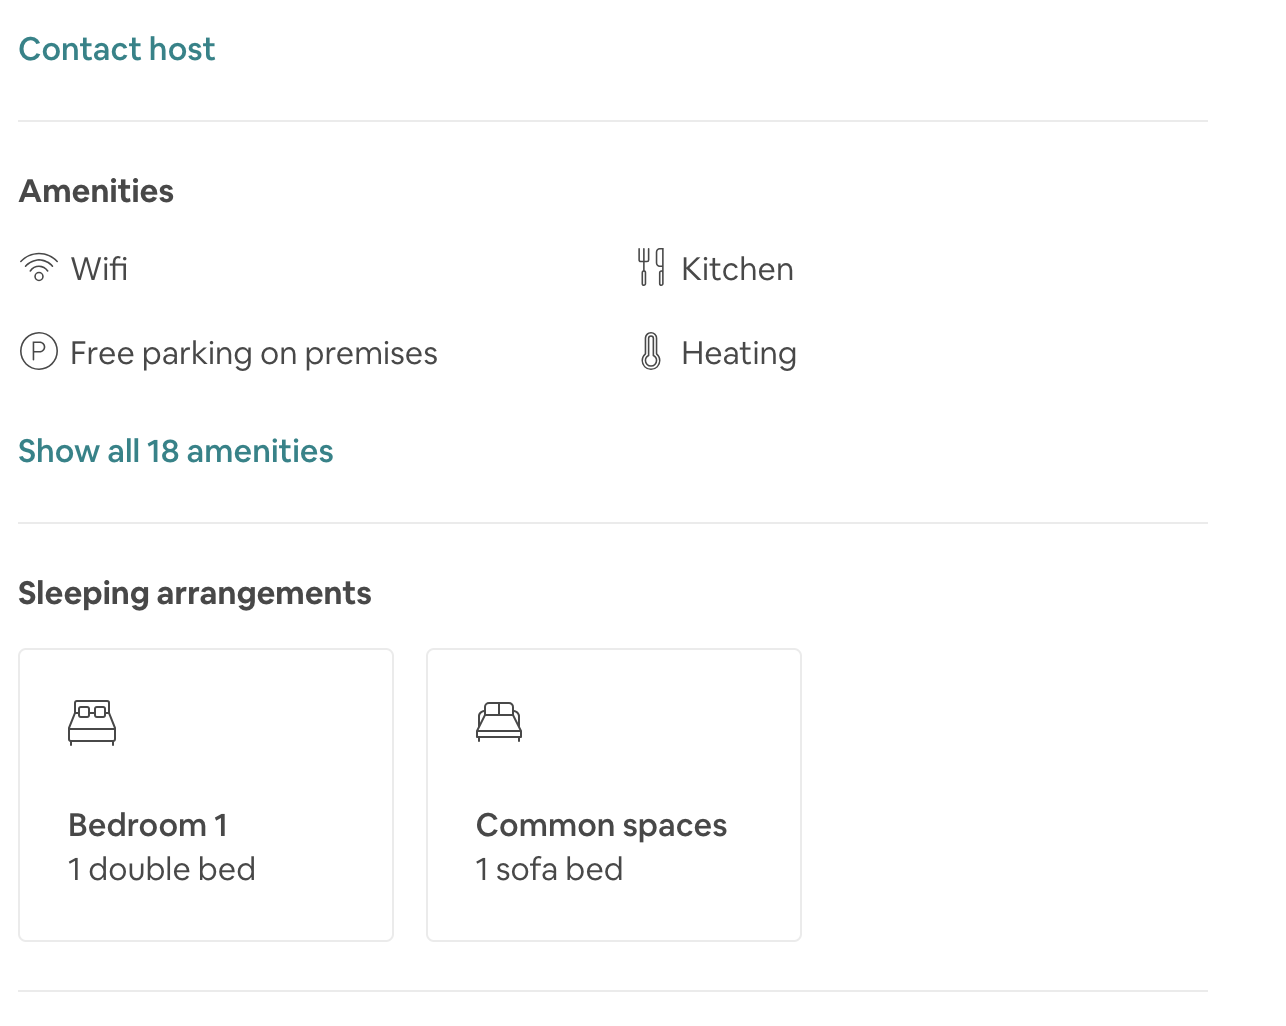 Contact host
Amenities
Wifi
Kitchen
Free parking on premises
Heating
Show all 18 amenities
Sleeping arrangements
Bedroom 1
1 double bed
Common spaces
1 sofa bed